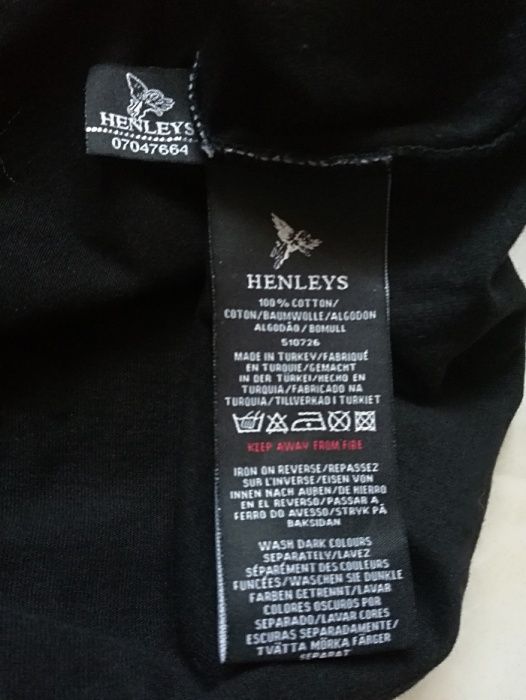 HENLEYS
07047664
HENLEYS
100% COTTON/
COTON/BAUMWOLLE/ALGODON
ALGODÃO/BOMULL
510726
MADE IN TURKEY/FABRIQUÉ
EN TURQUIE/GEMACHT
IN DER TÜRKEI/HECHO EN
TURQUIA/FABRICADO NA
TURQUIA/TILLVERKAD I TURKIET
KEEP AWAY FROM FIRE
IRON ON REVERSE/REPASSEZ
SUR L'INVERSE/EISEN VON
INNEN NACH AUBEN/DE HIERRO
EN EL REVERSO/PASSAR A
FERRO DO AVESSO/STRYK PÅ
BAKSIDAN
WASH DARK COLOURS
SEPARATELY/LAVEZ
SÉPARÉMENT DES COULEURS
FUNCÉES/WASCHEN SIE DUNKLE
FARBEN GETRENNT/LAVAR
COLORES OSCUROS POR
SEPARADO/LAVAR CORES
ESCURAS SEPARADAMENTE/
TVÄTTA MÖRKA FÄRGER
SEPARAT